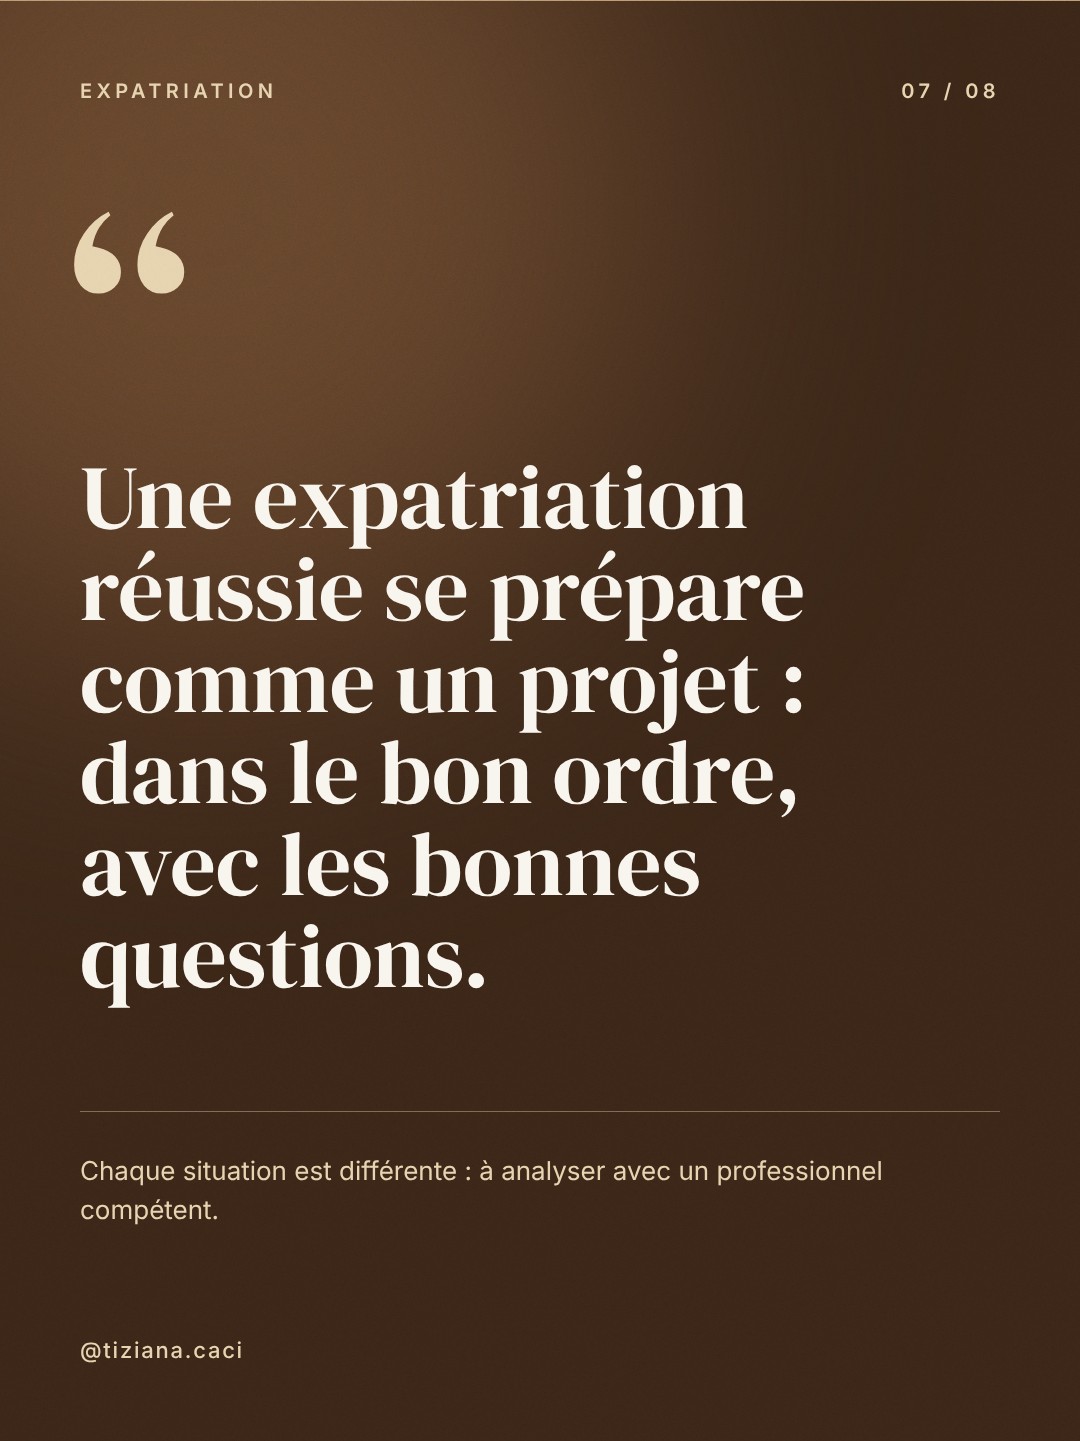 EXPATRIATION
07 / 08
“
Une expatriation
réussie se prépare
comme un projet :
dans le bon ordre,
avec les bonnes
questions.
Chaque situation est différente : à analyser avec un professionnel
compétent.
@tiziana.caci